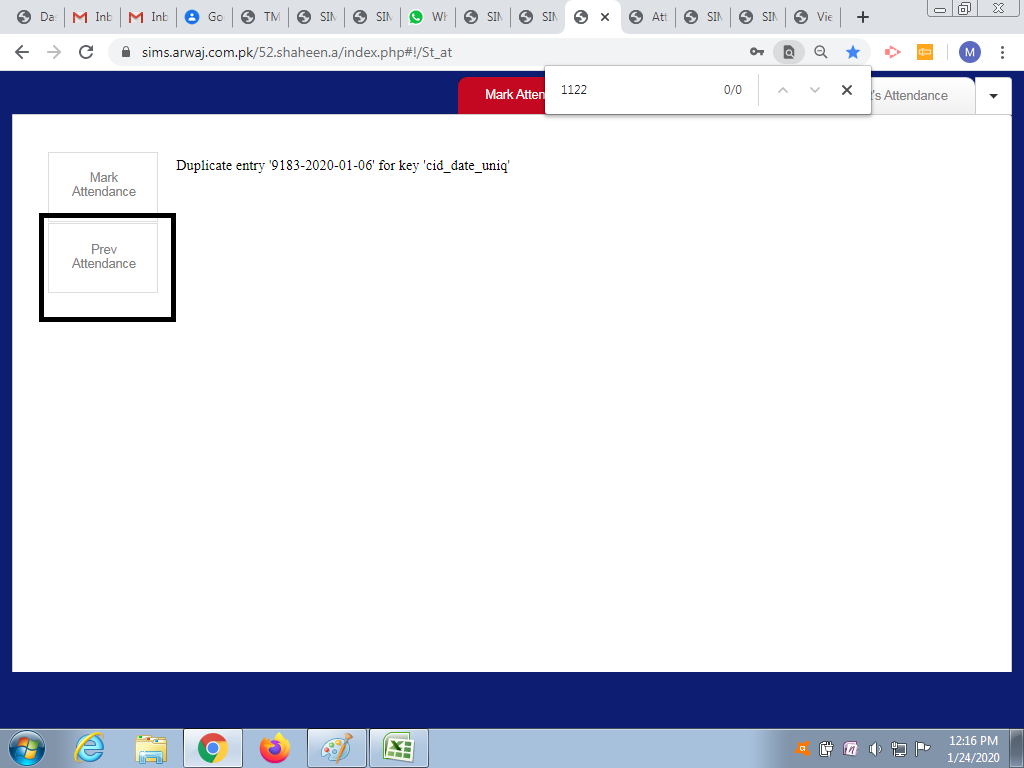 Da
Inb
Inb
Go
TM
SIM
SIM
Wh
SIM
SIM
Att
SIM
SIM
Vie
sims.arwaj.com.pk/52.shaheen.a/index.php#!/St_at
M
1122
0/0
Mark Atten
's Attendance
Mark
Attendance
Duplicate entry '9183-2020-01-06' for key 'cid_date_uniq'
Prev
Attendance
12:16 PM
1/24/2020